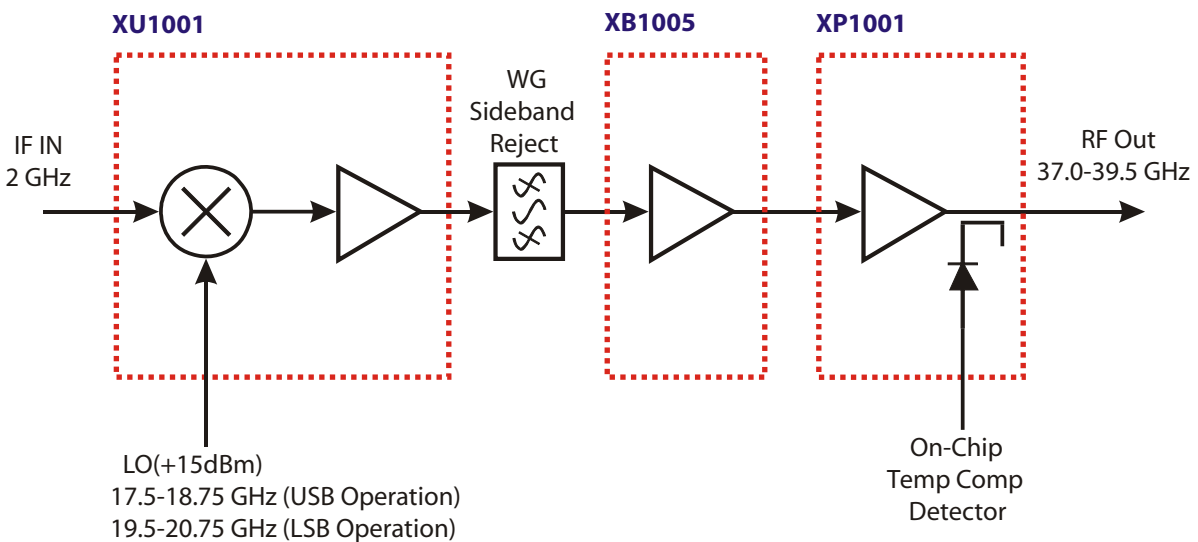 XU1001
XB1005
XP1001
WG
Sideband
Reject
IF IN
2 GHz
RF Out
37.0-39.5 GHz
LO(+15dBm)
17.5-18.75 GHz (USB Operation)
19.5-20.75 GHz (LSB Operation)
On-Chip
Temp Comp
Detector